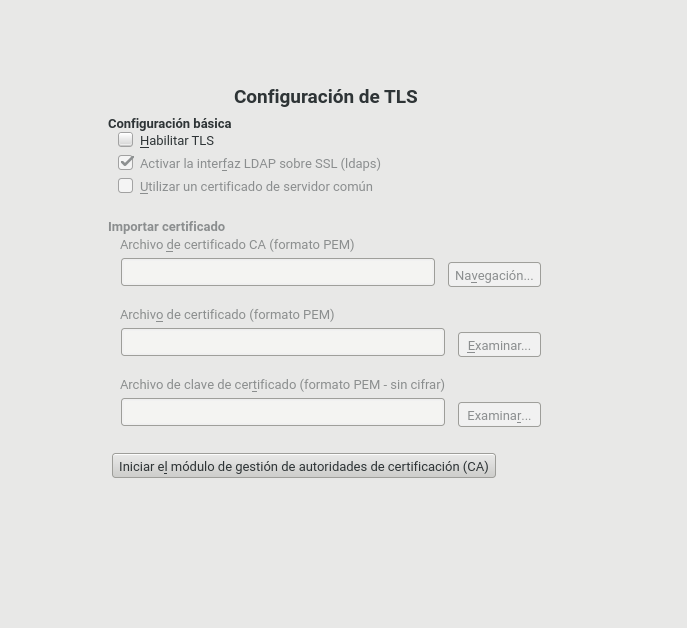 Configuración de TLS
Configuración básica
Habilitar TLS
Activar la interfaz LDAP sobre SSL (ldaps)
Utilizar un certificado de servidor común
Importar certificado
Archivo de certificado CA (formato PEM)
Navegación...
Archivo de certificado (formato PEM)
Examinar...
Archivo de clave de certificado (formato PEM - sin cifrar)
Examinar...
Iniciar el módulo de gestión de autoridades de certificación (CA)